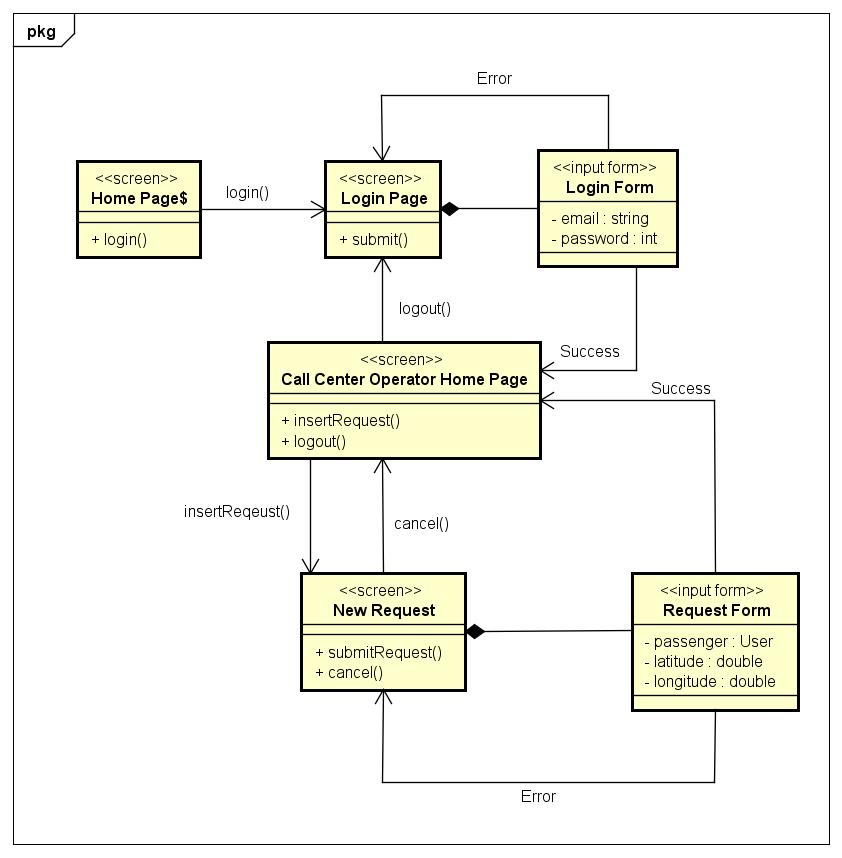 pkg
Error
<<screen>>
Home Page$
+ login()
login()
<<screen>>
Login Page
+ submit()
<<input form>>
Login Form
- email : string
- password : int
logout()
Success
<<screen>>
Call Center Operator Home Page
+ insertRequest()
+ logout()
Success
insertReqeust()
cancel()
<<screen>>
New Request
+ submitRequest()
+ cancel()
<<input form>>
Request Form
- passenger : User
- latitude : double
- longitude : double
Error